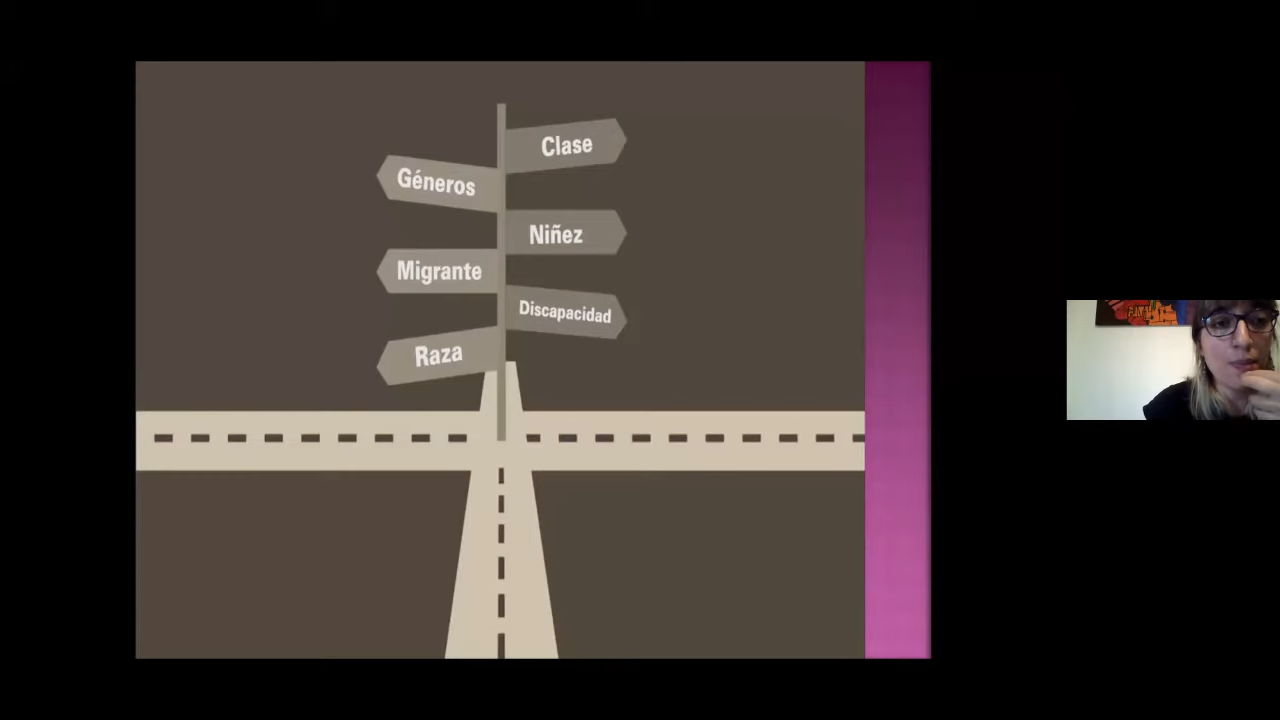 Clase
Géneros
Niñez
Migrante
Discapacidad
Raza